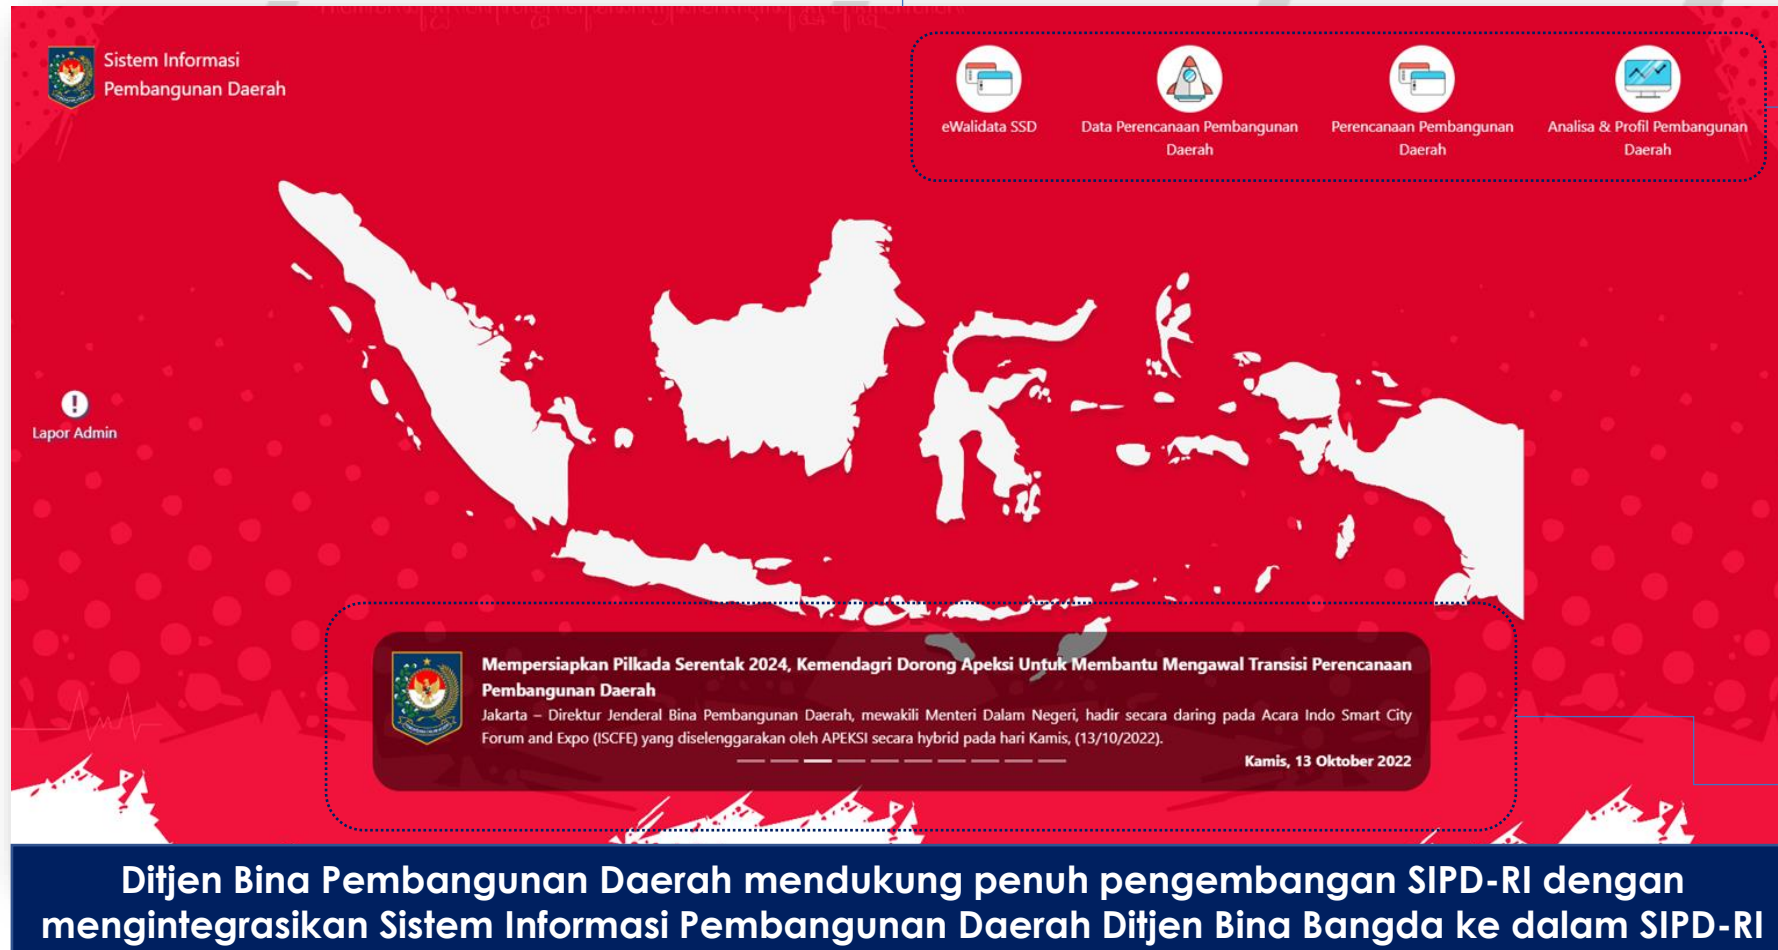 Sistem Informasi
Pembangunan Daerah
eWalidata SSD
Data Perencanaan Pembangunan
Daerah
Perencanaan Pembangunan
Daerah
Analisa & Profil Pembangunan
Daerah
Lapor Admin
Mempersiapkan Pilkada Serentak 2024, Kemendagri Dorong Apeksi Untuk Membantu Mengawal Transisi Perencanaan
Pembangunan Daerah
Jakarta – Direktur Jenderal Bina Pembangunan Daerah, mewakili Menteri Dalam Negeri, hadir secara daring pada Acara Indo Smart City
Forum and Expo (ISCFE) yang diselenggarakan oleh APEKSI secara hybrid pada hari Kamis, (13/10/2022).
Kamis, 13 Oktober 2022
Ditjen Bina Pembangunan Daerah mendukung penuh pengembangan SIPD-RI dengan
mengintegrasikan Sistem Informasi Pembangunan Daerah Ditjen Bina Bangda ke dalam SIPD-RI